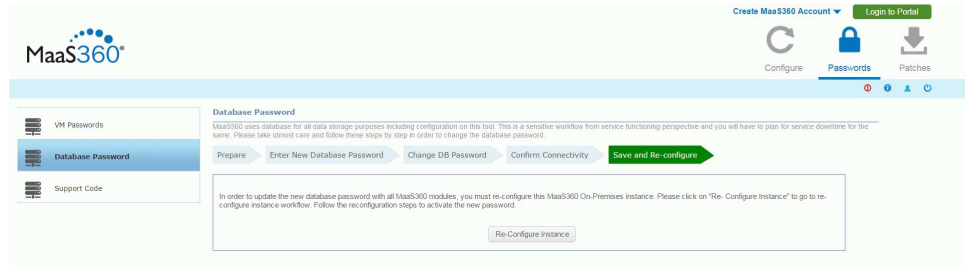 Create MaaS360 Account
Login to Portal
MaaS360
Configure
Passwords
Patches
VM Passwords
Database Password
Support Code
Database Password
MaaS360 uses database for all data storage purposes including configuration on this tool. This is a sensitive workflow from service functioning perspective and you will have to plan for service downtime for the
same. Please take utmost care and follow these steps by step in order to change the database password.
Prepare
Enter New Database Password
Change DB Password
Confirm Connectivity
Save and Re-configure
In order to update the new database password with all MaaS360 modules, you must re-configure this MaaS360 On-Premises instance. Please click on "Re- Configure Instance" to go to re-
configure instance workflow. Follow the reconfiguration steps to activate the new password.
Re-Configure Instance